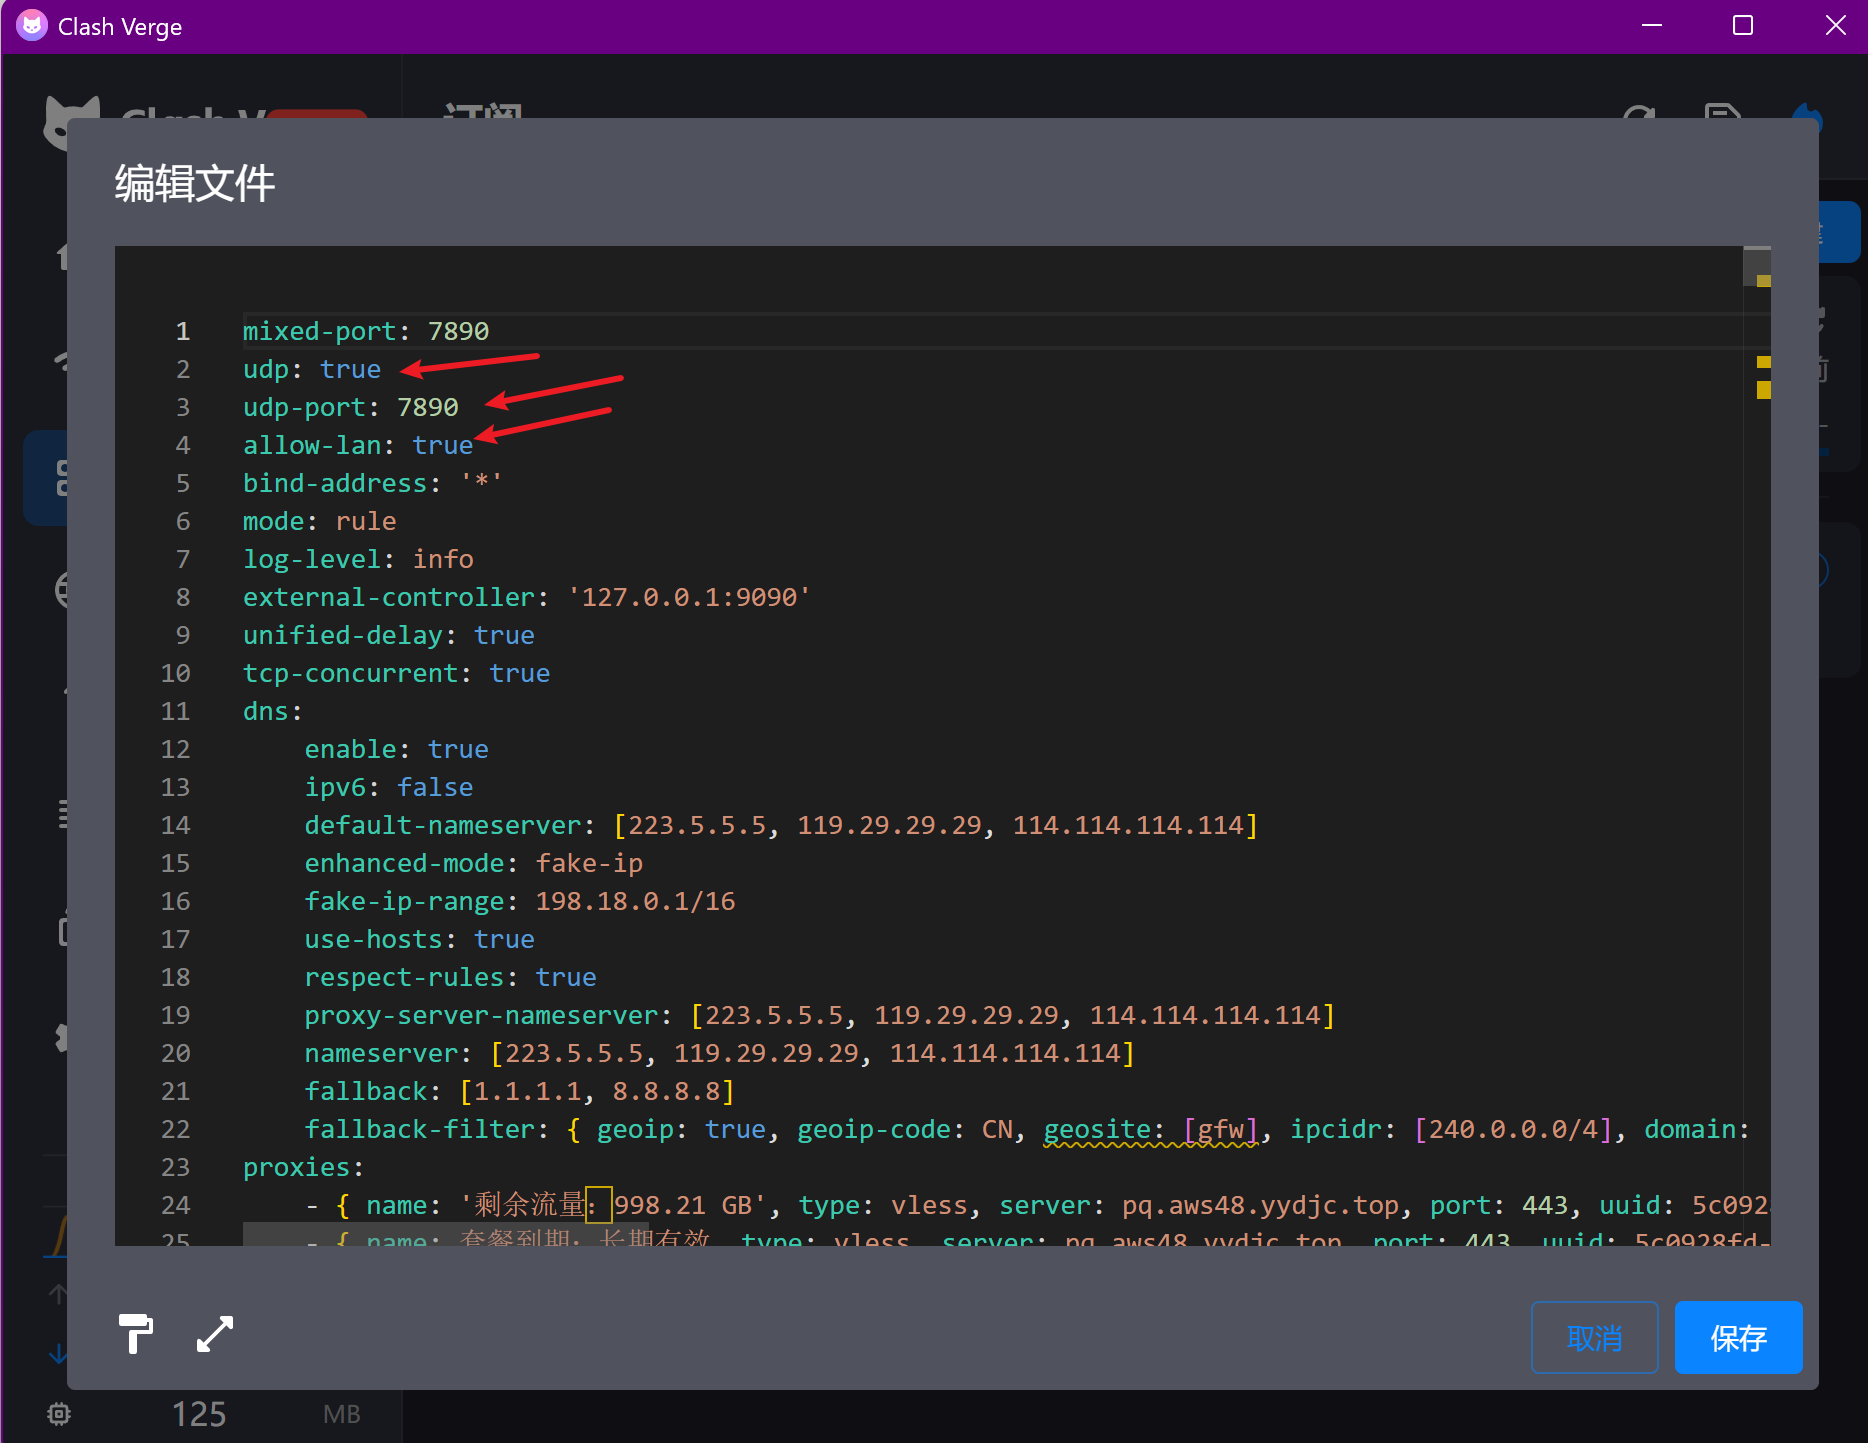 Clash Verge
编辑文件
1 mixed-port: 7890
2 udp: true
3 udp-port: 7890
4 allow-lan: true
5 bind-address: '*'
6 mode: rule
7 log-level: info
8 external-controller: '127.0.0.1:9090'
9 unified-delay: true
10 tcp-concurrent: true
11 dns:
12 enable: true
13 ipv6: false
14 default-nameserver: [223.5.5.5, 119.29.29.29, 114.114.114.114]
15 enhanced-mode: fake-ip
16 fake-ip-range: 198.18.0.1/16
17 use-hosts: true
18 respect-rules: true
19 proxy-server-nameserver: [223.5.5.5, 119.29.29.29, 114.114.114.114]
20 nameserver: [223.5.5.5, 119.29.29.29, 114.114.114.114]
21 fallback: [1.1.1.1, 8.8.8.8]
22 fallback-filter: { geoip: true, geoip-code: CN, geosite: [gfw], ipcidr: [240.0.0.0/4], domain:
23 proxies:
24 - { name: '剩余流量：998.21 GB', type: vless, server: pq.aws48.yydjc.top, port: 443, uuid: 5c092
25 - { name: 套餐到期：长期有效, type: vless, server: pq.aws48.yydjc.top, port: 443, uuid: 5c0928fd-
取消
保存
125 MB